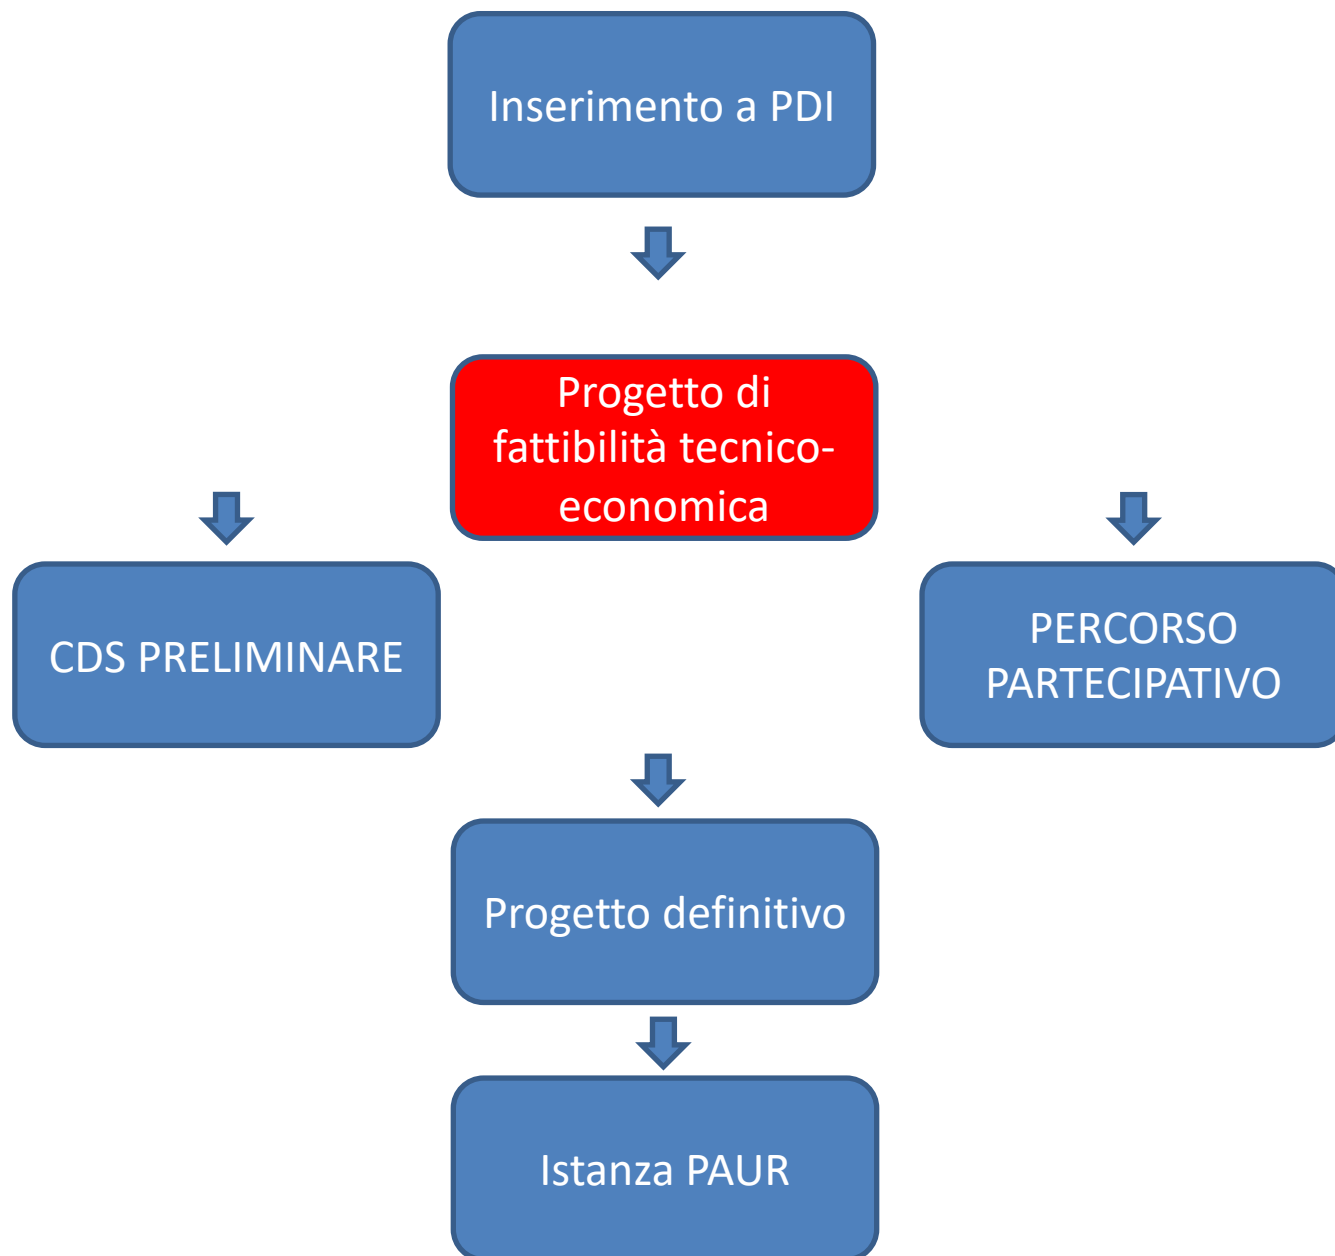 Inserimento a PDI
Progetto di
fattibilità tecnico-
economica
CDS PRELIMINARE
PERCORSO
PARTECIPATIVO
Progetto definitivo
Istanza PAUR